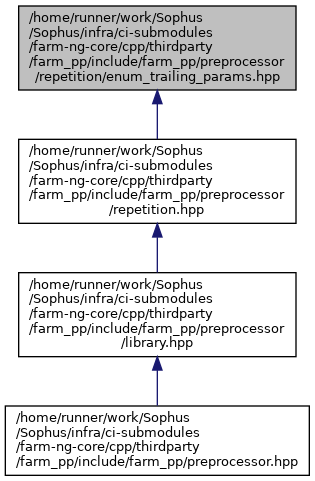 /home/runner/work/Sophus
/Sophus/infra/ci-submodules
/farm-ng-core/cpp/thirdparty
/farm_pp/include/farm_pp/preprocessor
/repetition/enum_trailing_params.hpp
/home/runner/work/Sophus
/Sophus/infra/ci-submodules
/farm-ng-core/cpp/thirdparty
/farm_pp/include/farm_pp/preprocessor
/repetition.hpp
/home/runner/work/Sophus
/Sophus/infra/ci-submodules
/farm-ng-core/cpp/thirdparty
/farm_pp/include/farm_pp/preprocessor
/library.hpp
/home/runner/work/Sophus
/Sophus/infra/ci-submodules
/farm-ng-core/cpp/thirdparty
/farm_pp/include/farm_pp/preprocessor.hpp